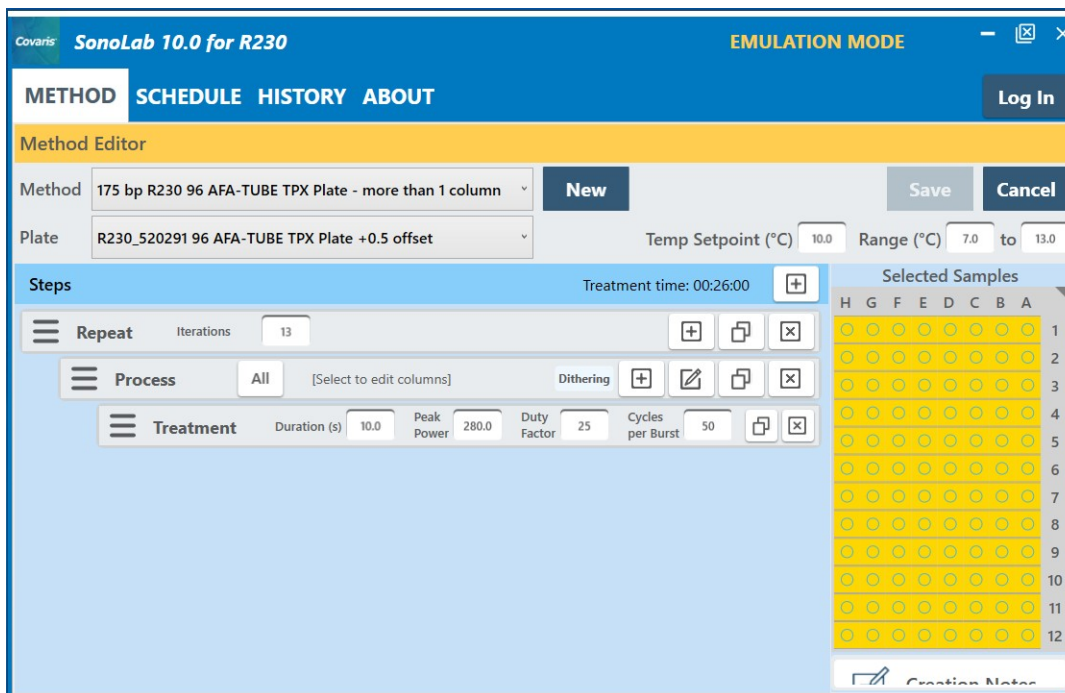 Covaris SonoLab 10.0 for R230 EMULATION MODE
METHOD SCHEDULE HISTORY ABOUT Log In
Method Editor
Method 175 bp R230 96 AFA-TUBE TPX Plate - more than 1 column New Save Cancel
Plate R230_520291 96 AFA-TUBE TPX Plate +0.5 offset Temp Setpoint (°C) 10.0 Range (°C) 7.0 to 13.0
Steps Treatment time: 00:26:00
Repeat Iterations 13
Process All [Select to edit columns] Dithering
Treatment Duration (s) 10.0 Peak Power 280.0 Duty Factor 25 Cycles per Burst 50
Selected Samples
H G F E D C B A
1
2
3
4
5
6
7
8
9
10
11
12
Creation Notes